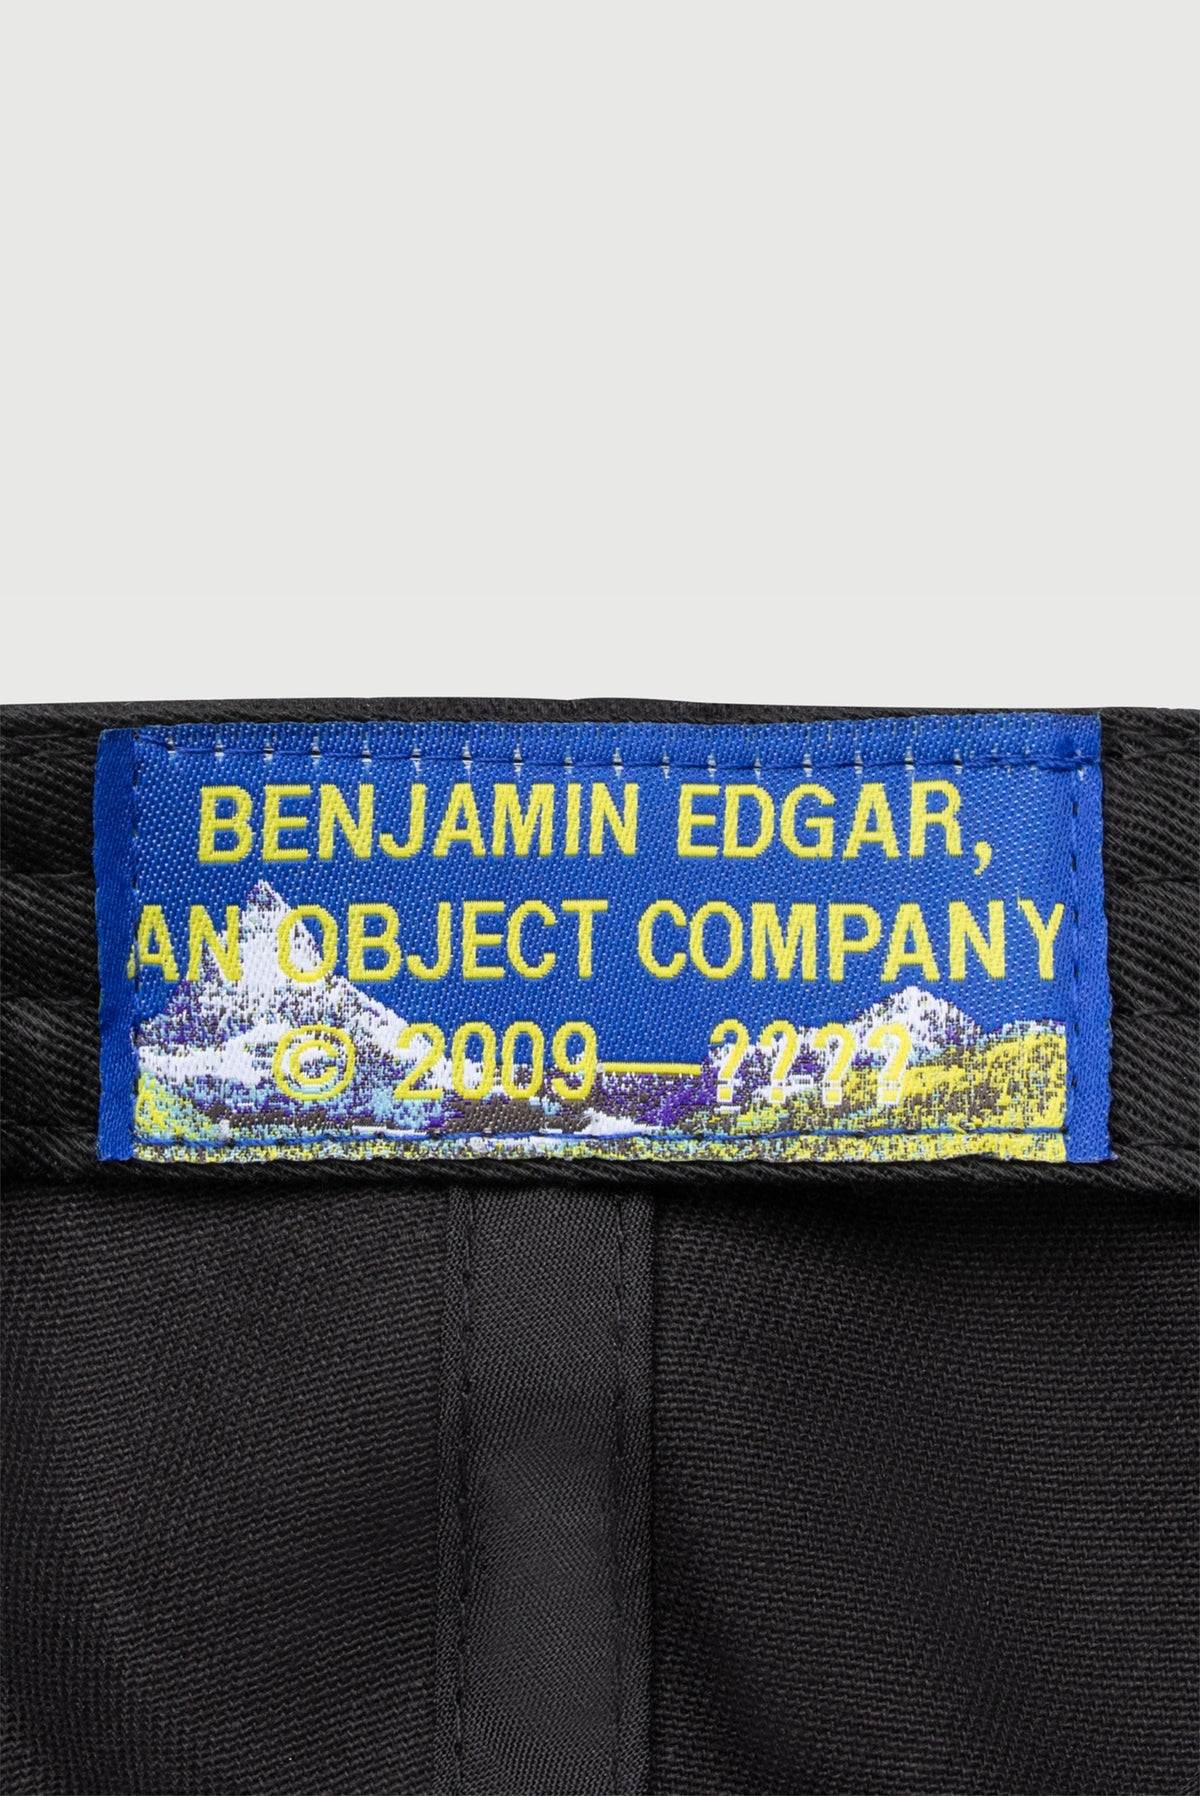 BENJAMIN EDGAR,
AN OBJECT COMPANY
© 2009—????